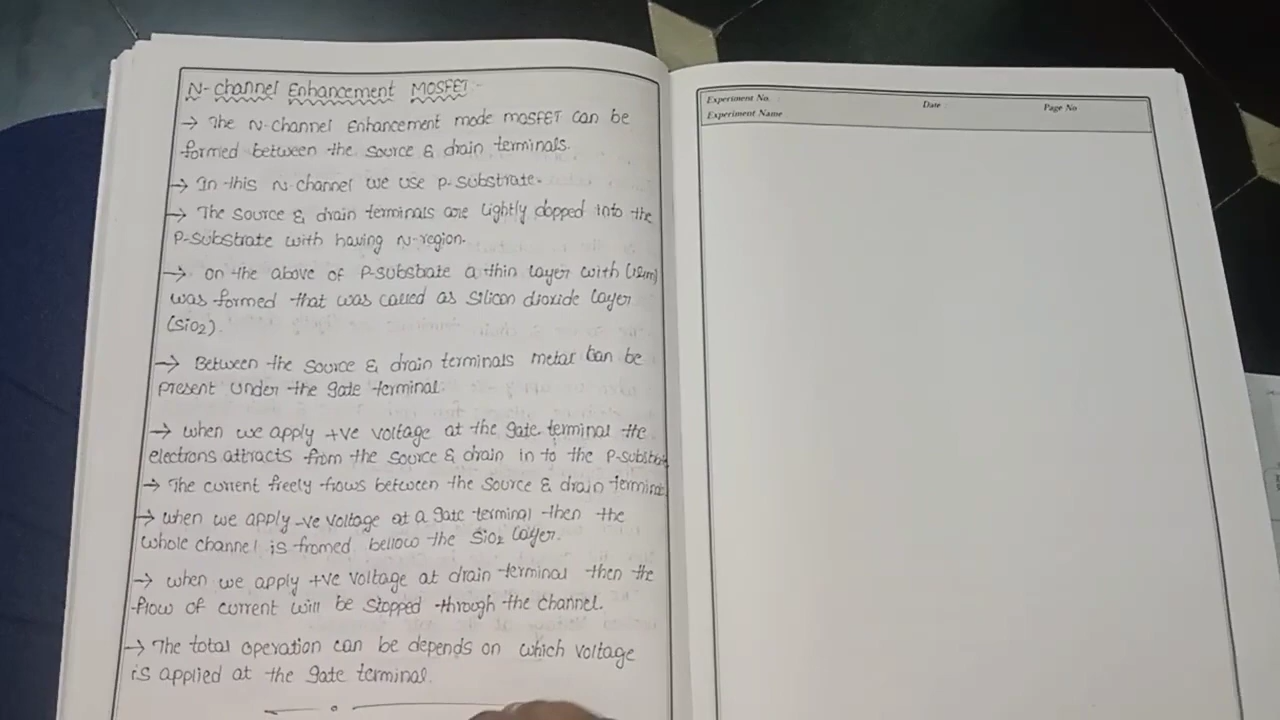 N-channel Enhancement MOSFET:-
→ The N-channel Enhancement mode MOSFET can be
formed between the source & drain terminals.
→ In this N-channel we use p-substrate.
→ The source & drain terminals are lightly dopped into the
P-substrate with having N-region.
→ on the above of P-substrate a thin layer with
was formed that was called as silicon dioxide layer
(SiO2).
→ Between the source & drain terminals metal can be
present under the gate terminal.
→ when we apply +ve voltage at the gate terminal the
electrons attracts from the source & drain in to the P-substrate
→ The current freely flows between the source & drain terminal
→ when we apply -ve voltage at a gate terminal then the
whole channel is fromed bellow the SiO2 layer.
→ when we apply +ve voltage at drain terminal then the
flow of current will be stopped through the channel.
→ The total operation can be depends on which voltage
is applied at the gate terminal.
Experiment No. Date Page No
Experiment Name